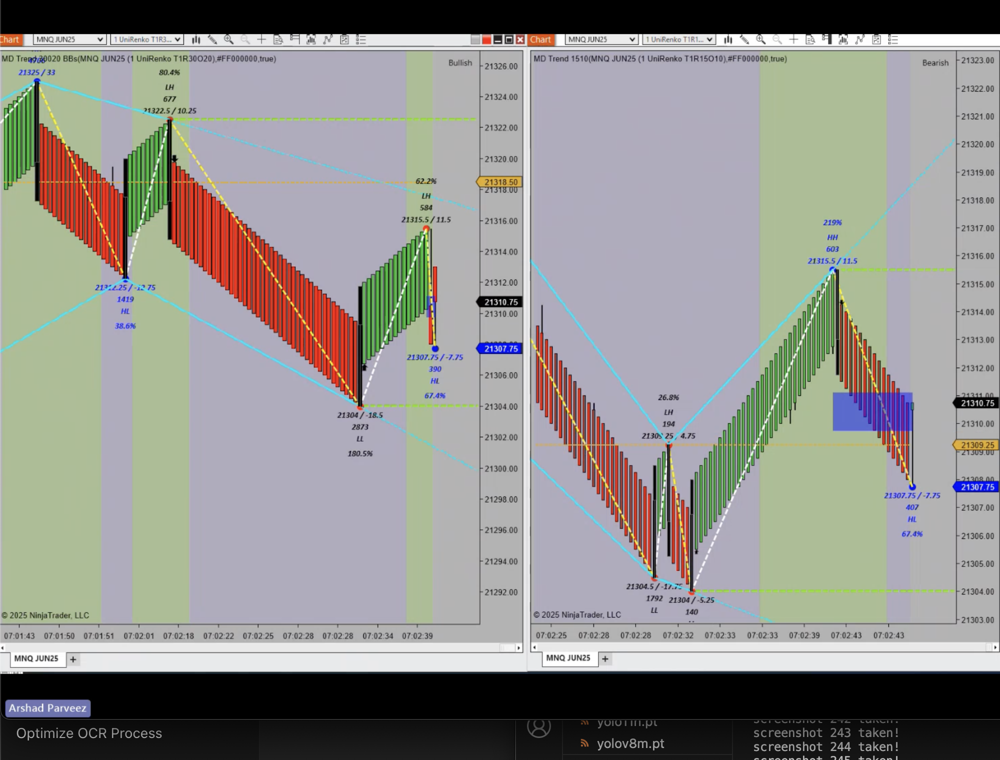 Chart MNQ JUN25 1 UniRenko T1R3...
MD Trend 30020 BBs(MNQ JUN25 (1 UniRenko T1R30O20),#FF000000,true)
Bullish
21325 / 33
80.4%
LH
677
21322.5 / 10.25
62.2%
LH
584
21315.5 / 11.5
1419
HL
38.6%
21307.75 / -7.75
390
HL
67.4%
21304 / -18.5
2873
LL
180.5%
21326.00
21324.00
21322.00
21320.00
21318.50
21318.00
21316.00
21314.00
21312.00
21310.75
21310.00
21307.75
21306.00
21304.00
21302.00
21300.00
21298.00
21296.00
21294.00
21292.00
© 2025 NinjaTrader, LLC
07:01:43 07:01:50 07:01:51 07:02:01 07:02:18 07:02:22 07:02:28 07:02:28 07:02:34 07:02:39
MNQ JUN25 +
Chart MNQ JUN25 1 UniRenko T1R1...
MD Trend 1510(MNQ JUN25 (1 UniRenko T1R15O10),#FF000000,true)
Bearish
219%
HH
603
21315.5 / 11.5
26.8%
LH
194
21304.5 / -17.75
1792
LL
21304 / -5.25
140
21307.75 / -7.75
407
HL
67.4%
21323.00
21322.00
21321.00
21320.00
21319.00
21318.00
21317.00
21316.00
21315.00
21314.00
21313.00
21312.00
21311.00
21310.75
21310.00
21309.25
21307.75
21307.00
21306.00
21305.00
21304.00
21303.00
© 2025 NinjaTrader, LLC
07:02:25 07:02:28 07:02:28 07:02:32 07:02:33 07:02:33 07:02:39 07:02:43 07:02:43
MNQ JUN25 +
Arshad Parveez
Optimize OCR Process
yolo11n.pt
yolov8m.pt
screenshot 242 taken!
screenshot 243 taken!
screenshot 244 taken!
screenshot 245 taken!